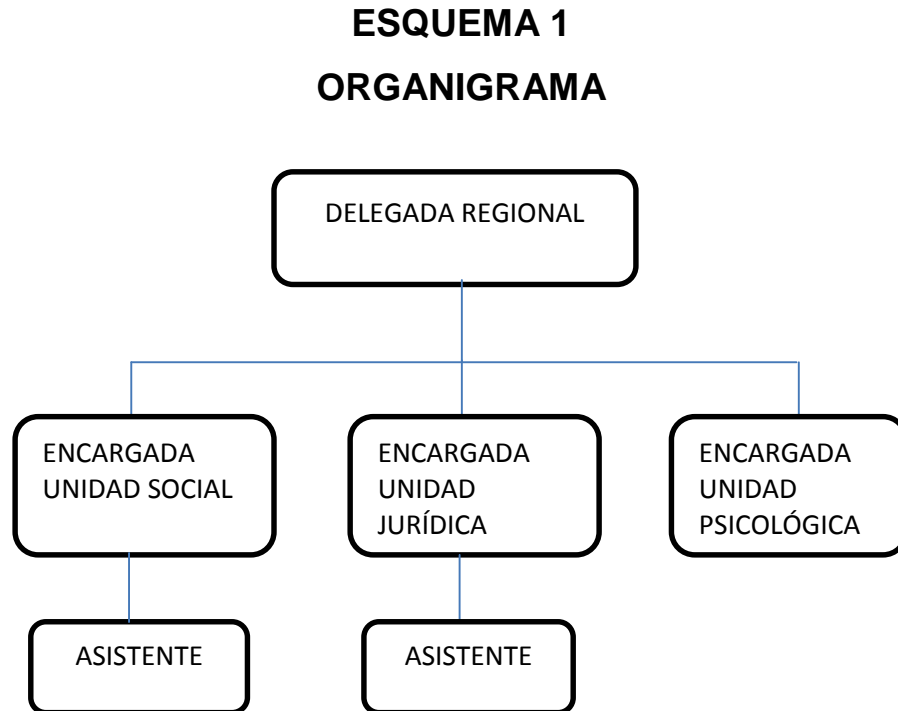 ESQUEMA 1
ORGANIGRAMA
DELEGADA REGIONAL
ENCARGADA
UNIDAD SOCIAL
ENCARGADA
UNIDAD
JURÍDICA
ENCARGADA
UNIDAD
PSICOLÓGICA
ASISTENTE
ASISTENTE